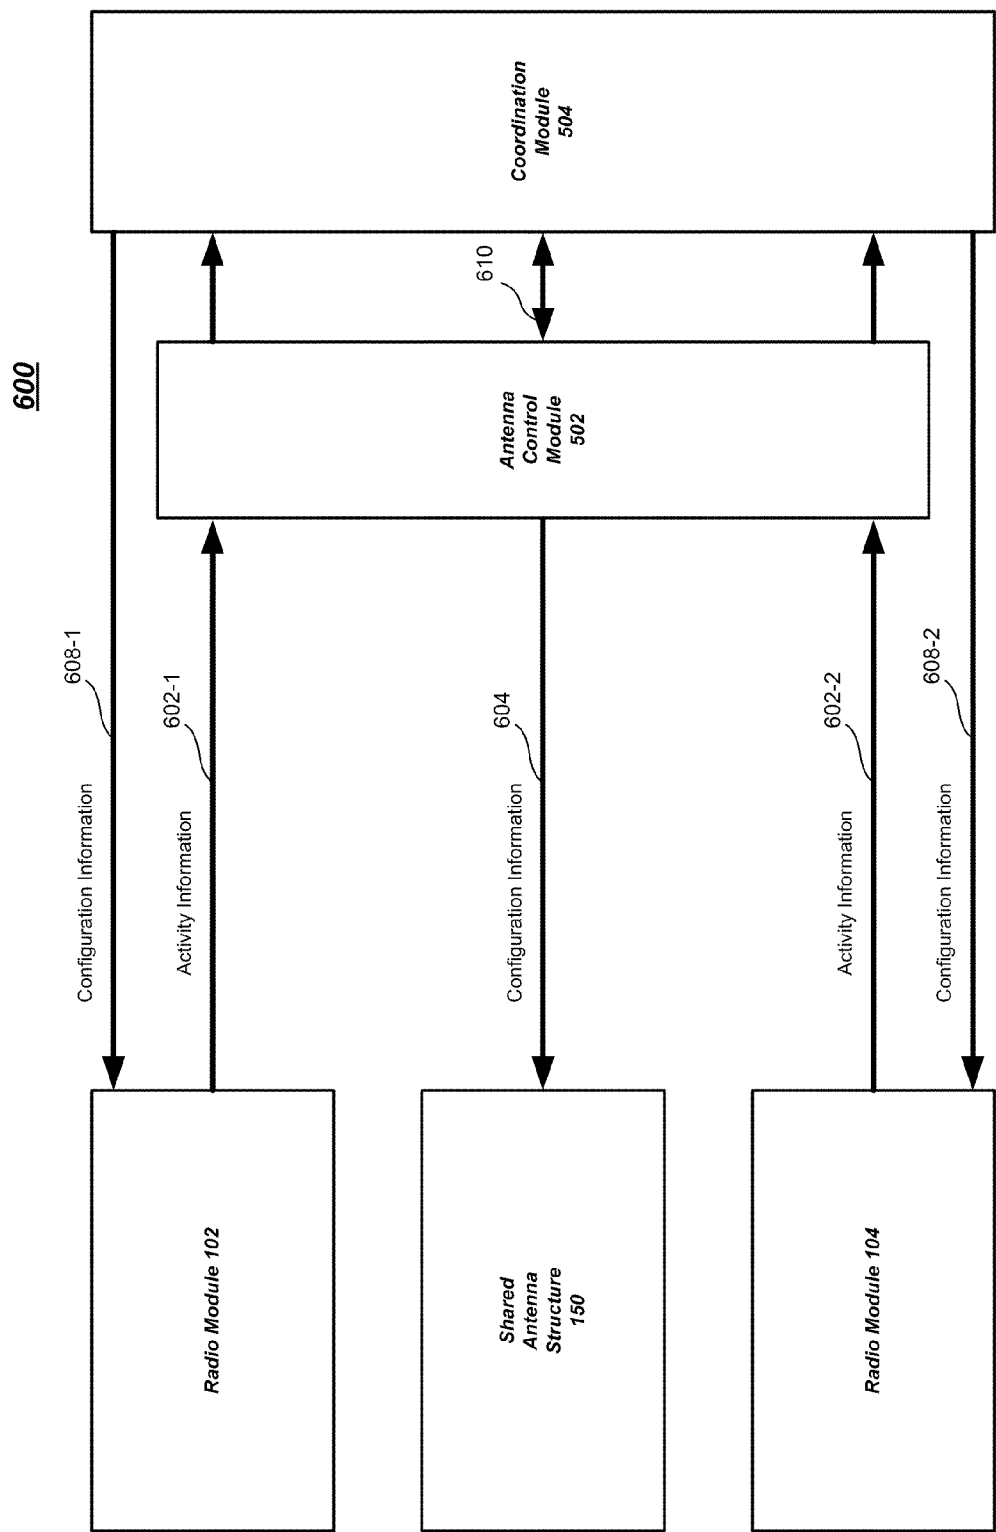 600
Radio Module 102
Shared
Antenna
Structure
150
Radio Module 104
Configuration Information
608-1
Activity Information
602-1
Configuration Information
604
Activity Information
602-2
Configuration Information
608-2
Antenna
Control
Module
502
610
Coordination
Module
504